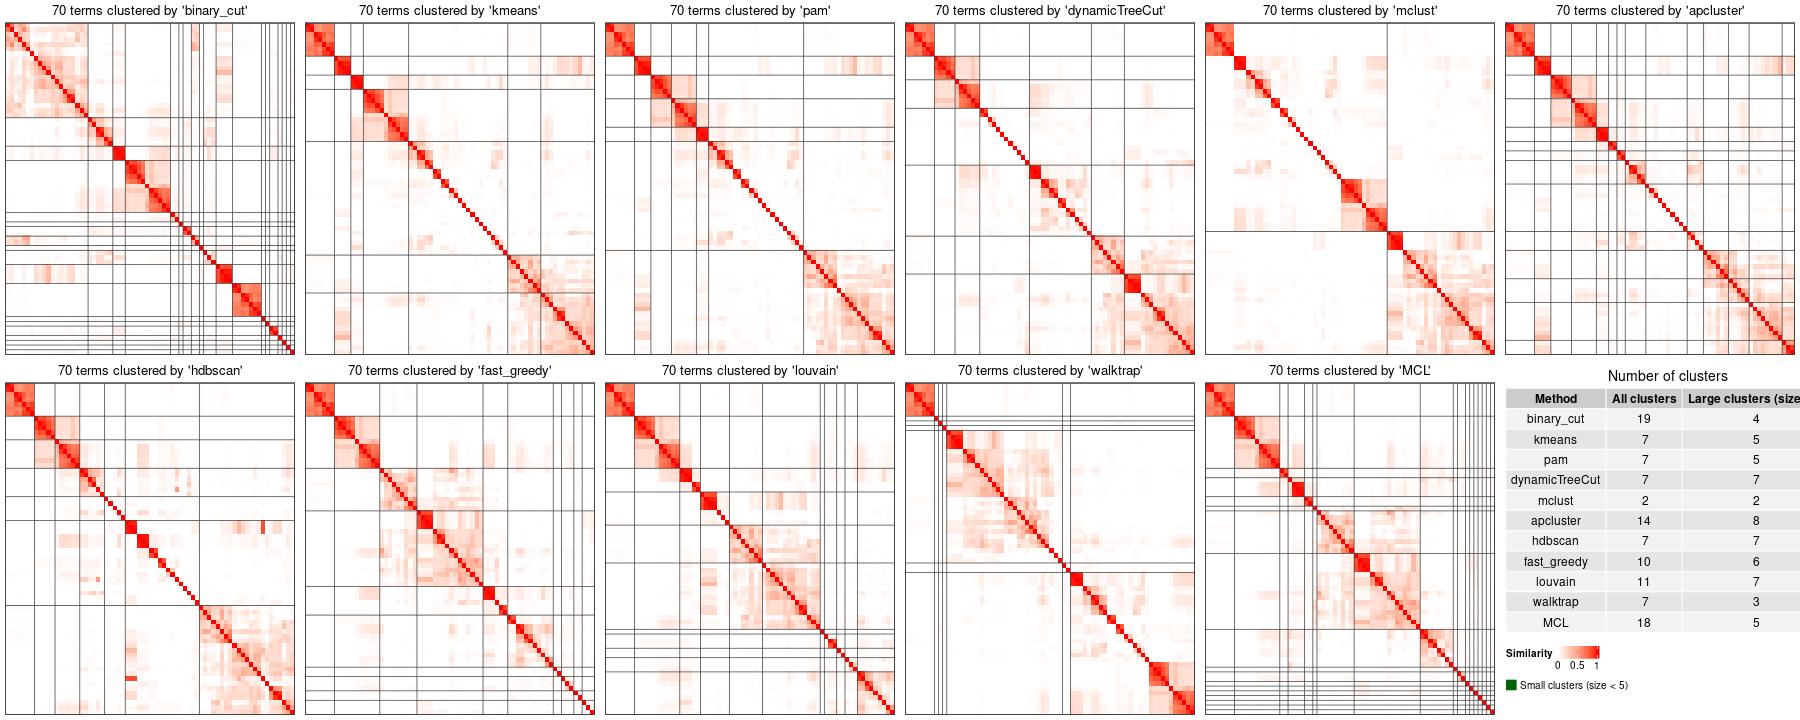 70 terms clustered by 'binary_cut'
70 terms clustered by 'kmeans'
70 terms clustered by 'pam'
70 terms clustered by 'dynamicTreeCut'
70 terms clustered by 'mclust'
70 terms clustered by 'apcluster'
70 terms clustered by 'hdbscan'
70 terms clustered by 'fast_greedy'
70 terms clustered by 'louvain'
70 terms clustered by 'walktrap'
70 terms clustered by 'MCL'
Number of clusters
Method All clusters Large clusters (size
binary_cut 19 4
kmeans 7 5
pam 7 5
dynamicTreeCut 7 7
mclust 2 2
apcluster 14 8
hdbscan 7 7
fast_greedy 10 6
louvain 11 7
walktrap 7 3
MCL 18 5
Similarity
0 0.5 1
Small clusters (size < 5)